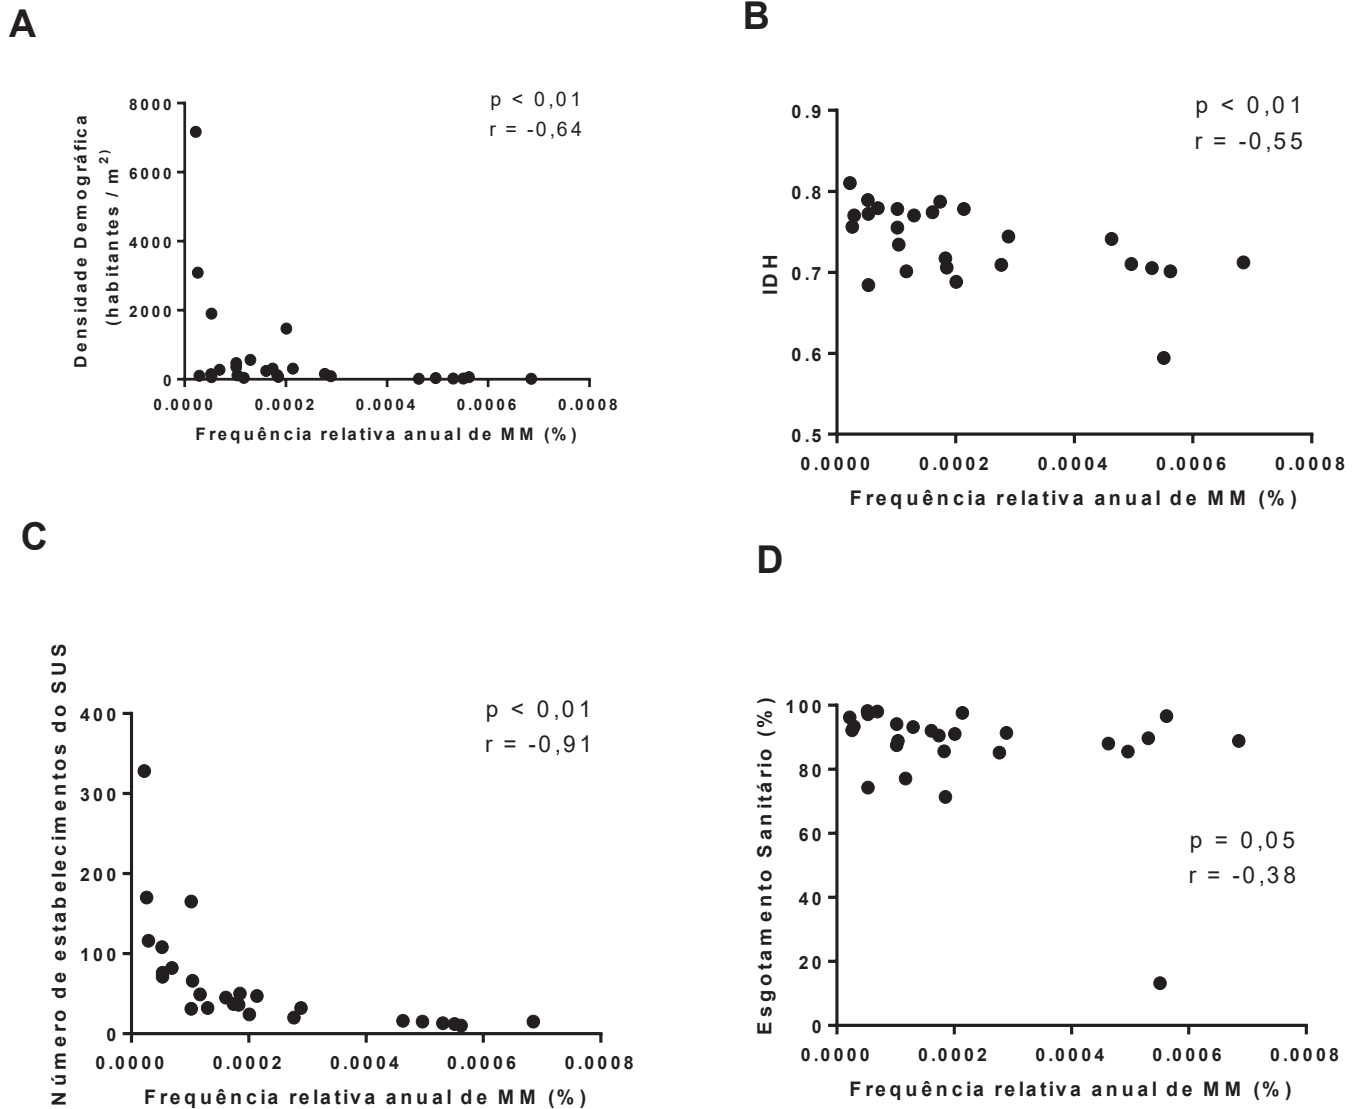 A
p < 0,01
r = -0,64
Densidade Demográfica
(habitantes / m²)
8000
6000
4000
2000
0
0.0000 0.0002 0.0004 0.0006 0.0008
Frequência relativa anual de MM (%)
B
p < 0,01
r = -0,55
IDH
0.9
0.8
0.7
0.6
0.5
0.0000 0.0002 0.0004 0.0006 0.0008
Frequência relativa anual de MM (%)
C
p < 0,01
r = -0,91
Número de estabelecimentos do SUS
400
300
200
100
0
0.0000 0.0002 0.0004 0.0006 0.0008
Frequência relativa anual de MM (%)
D
Esgotamento Sanitário (%)
100
80
60
40
20
0
p = 0,05
r = -0,38
0.0000 0.0002 0.0004 0.0006 0.0008
Frequência relativa anual de MM (%)